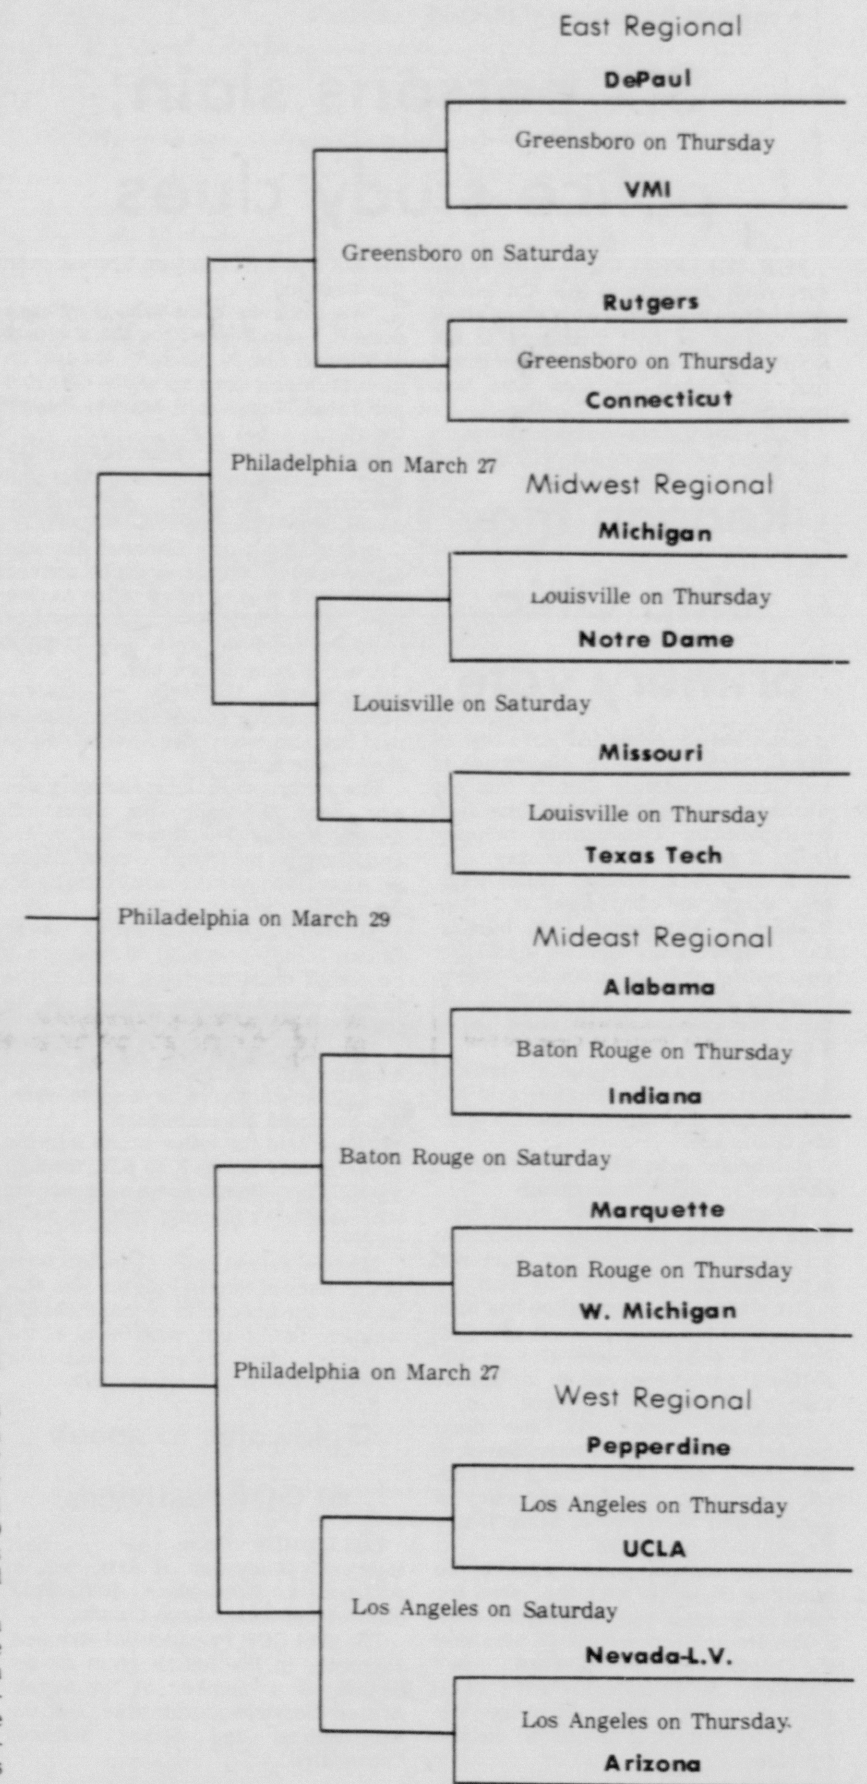 East Regional
DePaul
Greensboro on Thursday
VMI
Greensboro on Saturday
Rutgers
Greensboro on Thursday
Connecticut
Philadelphia on March 27
Midwest Regional
Michigan
Louisville on Thursday
Notre Dame
Louisville on Saturday
Missouri
Louisville on Thursday
Texas Tech
Philadelphia on March 29
Mideast Regional
Alabama
Baton Rouge on Thursday
Indiana
Baton Rouge on Saturday
Marquette
Baton Rouge on Thursday
W. Michigan
Philadelphia on March 27
West Regional
Pepperdine
Los Angeles on Thursday
UCLA
Los Angeles on Saturday
Nevada-L.V.
Los Angeles on Thursday.
Arizona